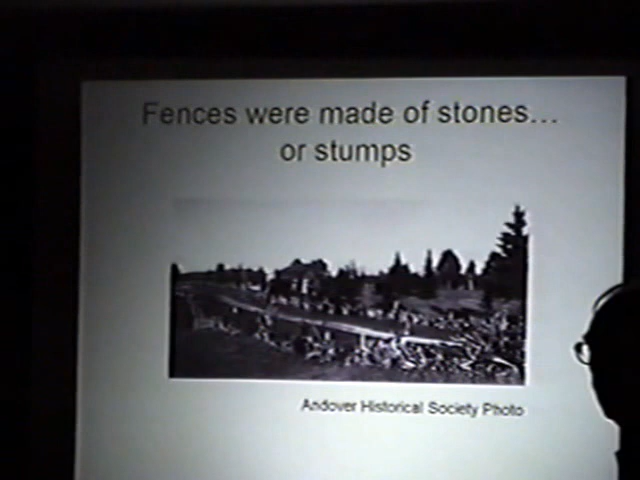 Fences were made of stones...
or stumps
Andover Historical Society Photo